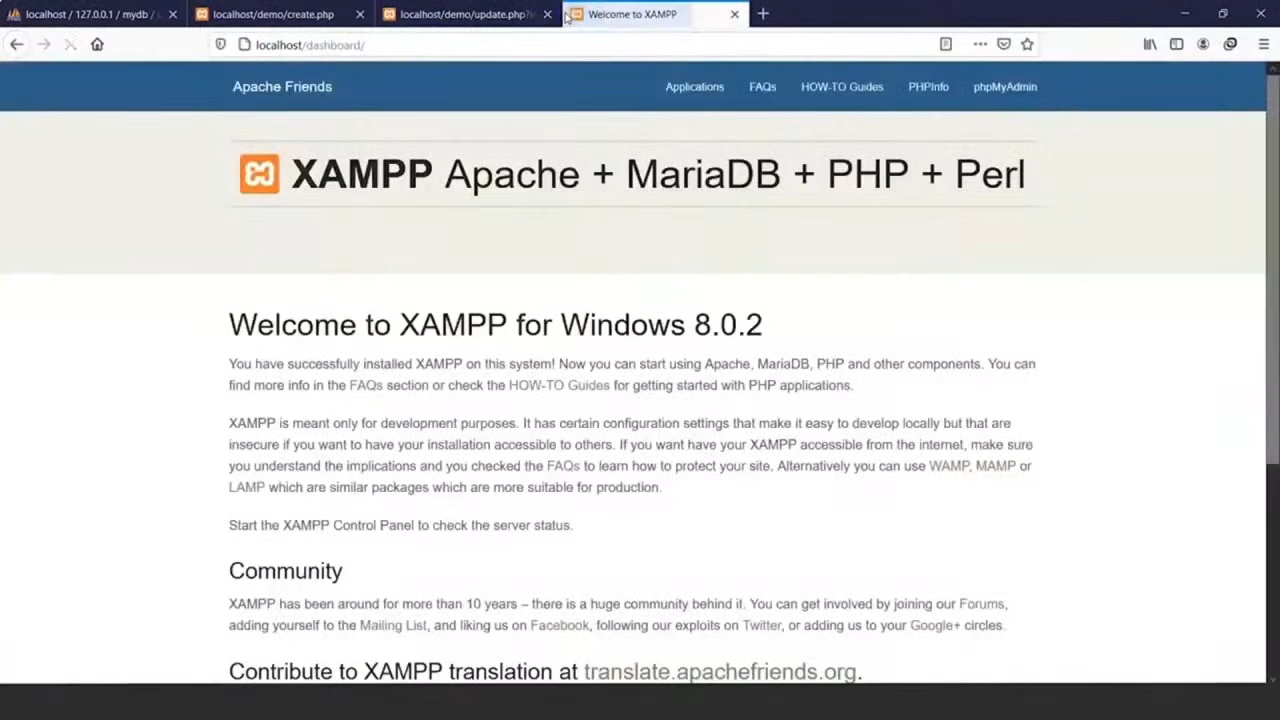 localhost / 127.0.0.1 / mydb /
localhost/demo/create.php
localhost/demo/update.php?
Welcome to XAMPP
localhost/dashboard/
Apache Friends
Applications
FAQs
HOW-TO Guides
PHPInfo
phpMyAdmin
XAMPP Apache + MariaDB + PHP + Perl
Welcome to XAMPP for Windows 8.0.2
You have successfully installed XAMPP on this system! Now you can start using Apache, MariaDB, PHP and other components. You can
find more info in the FAQs section or check the HOW-TO Guides for getting started with PHP applications.
XAMPP is meant only for development purposes. It has certain configuration settings that make it easy to develop locally but that are
insecure if you want to have your installation accessible to others. If you want have your XAMPP accessible from the internet, make sure
you understand the implications and you checked the FAQs to learn how to protect your site. Alternatively you can use WAMP, MAMP or
LAMP which are similar packages which are more suitable for production.
Start the XAMPP Control Panel to check the server status.
Community
XAMPP has been around for more than 10 years – there is a huge community behind it. You can get involved by joining our Forums,
adding yourself to the Mailing List, and liking us on Facebook, following our exploits on Twitter, or adding us to your Google+ circles.
Contribute to XAMPP translation at translate.apachefriends.org.